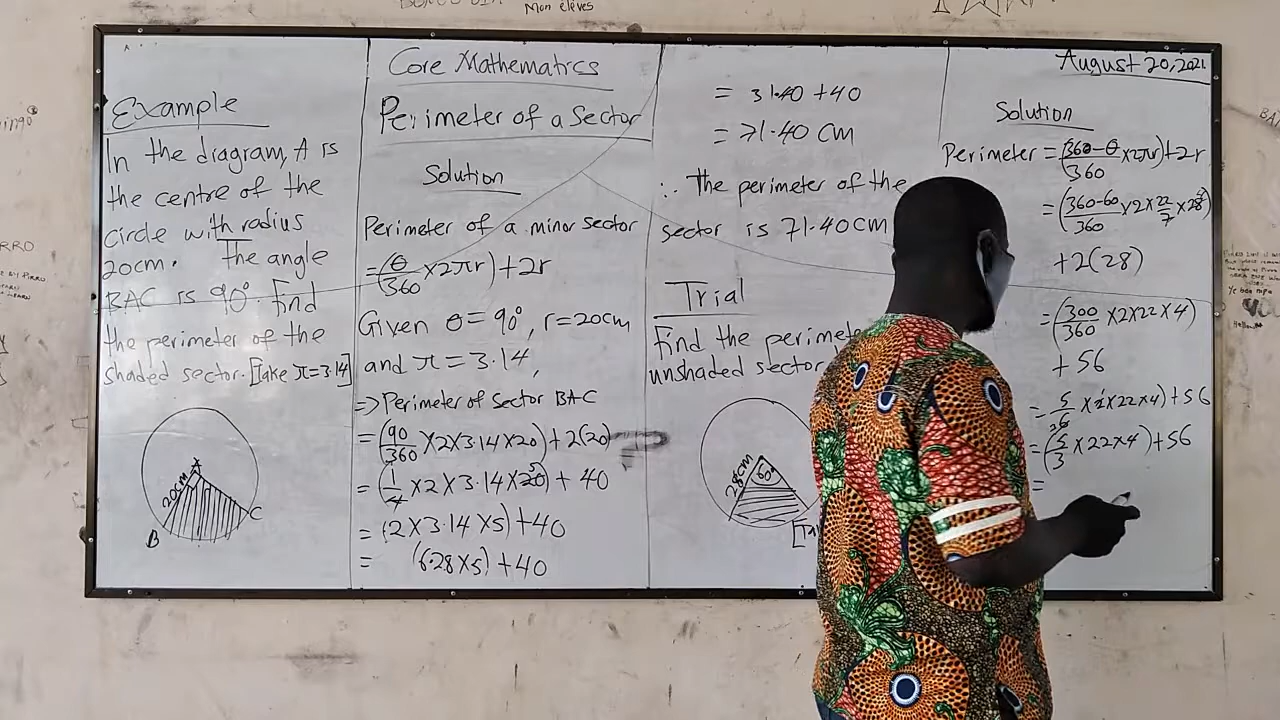 Mon élèves
Example
In the diagram, A is
the centre of the
circle with radius
20cm. The angle
BAC is 90°. Find
the perimeter of the
shaded sector. [Take π=3.14]
A
20cm
B
C
Core Mathematics
Perimeter of a Sector
Solution
Perimeter of a minor sector
=(θ/360 ×2πr)+2r
Given θ=90°, r=20cm
and π=3.14,
=> Perimeter of Sector BAC
=(90/360 ×2×3.14×20)+2(20)
=(1/4 ×2×3.14×20 5)+ 40
=(2×3.14×5)+40
= (6.28×5)+40
= 31.40 +40
= 71.40 cm
∴ The perimeter of the
sector is 71.40cm
Trial
Find the perimete
unshaded sector
28cm
60°
August 20, 2021
Solution
Perimeter=(360-θ/360 ×2πr)+2r
=(360-60/360 ×2×22/7×28 4)
+2(28)
=(300/360 ×2×22×4)
+56
=(5/6 ×2×22×4)+56
=(5/3 ×22×4)+56
=